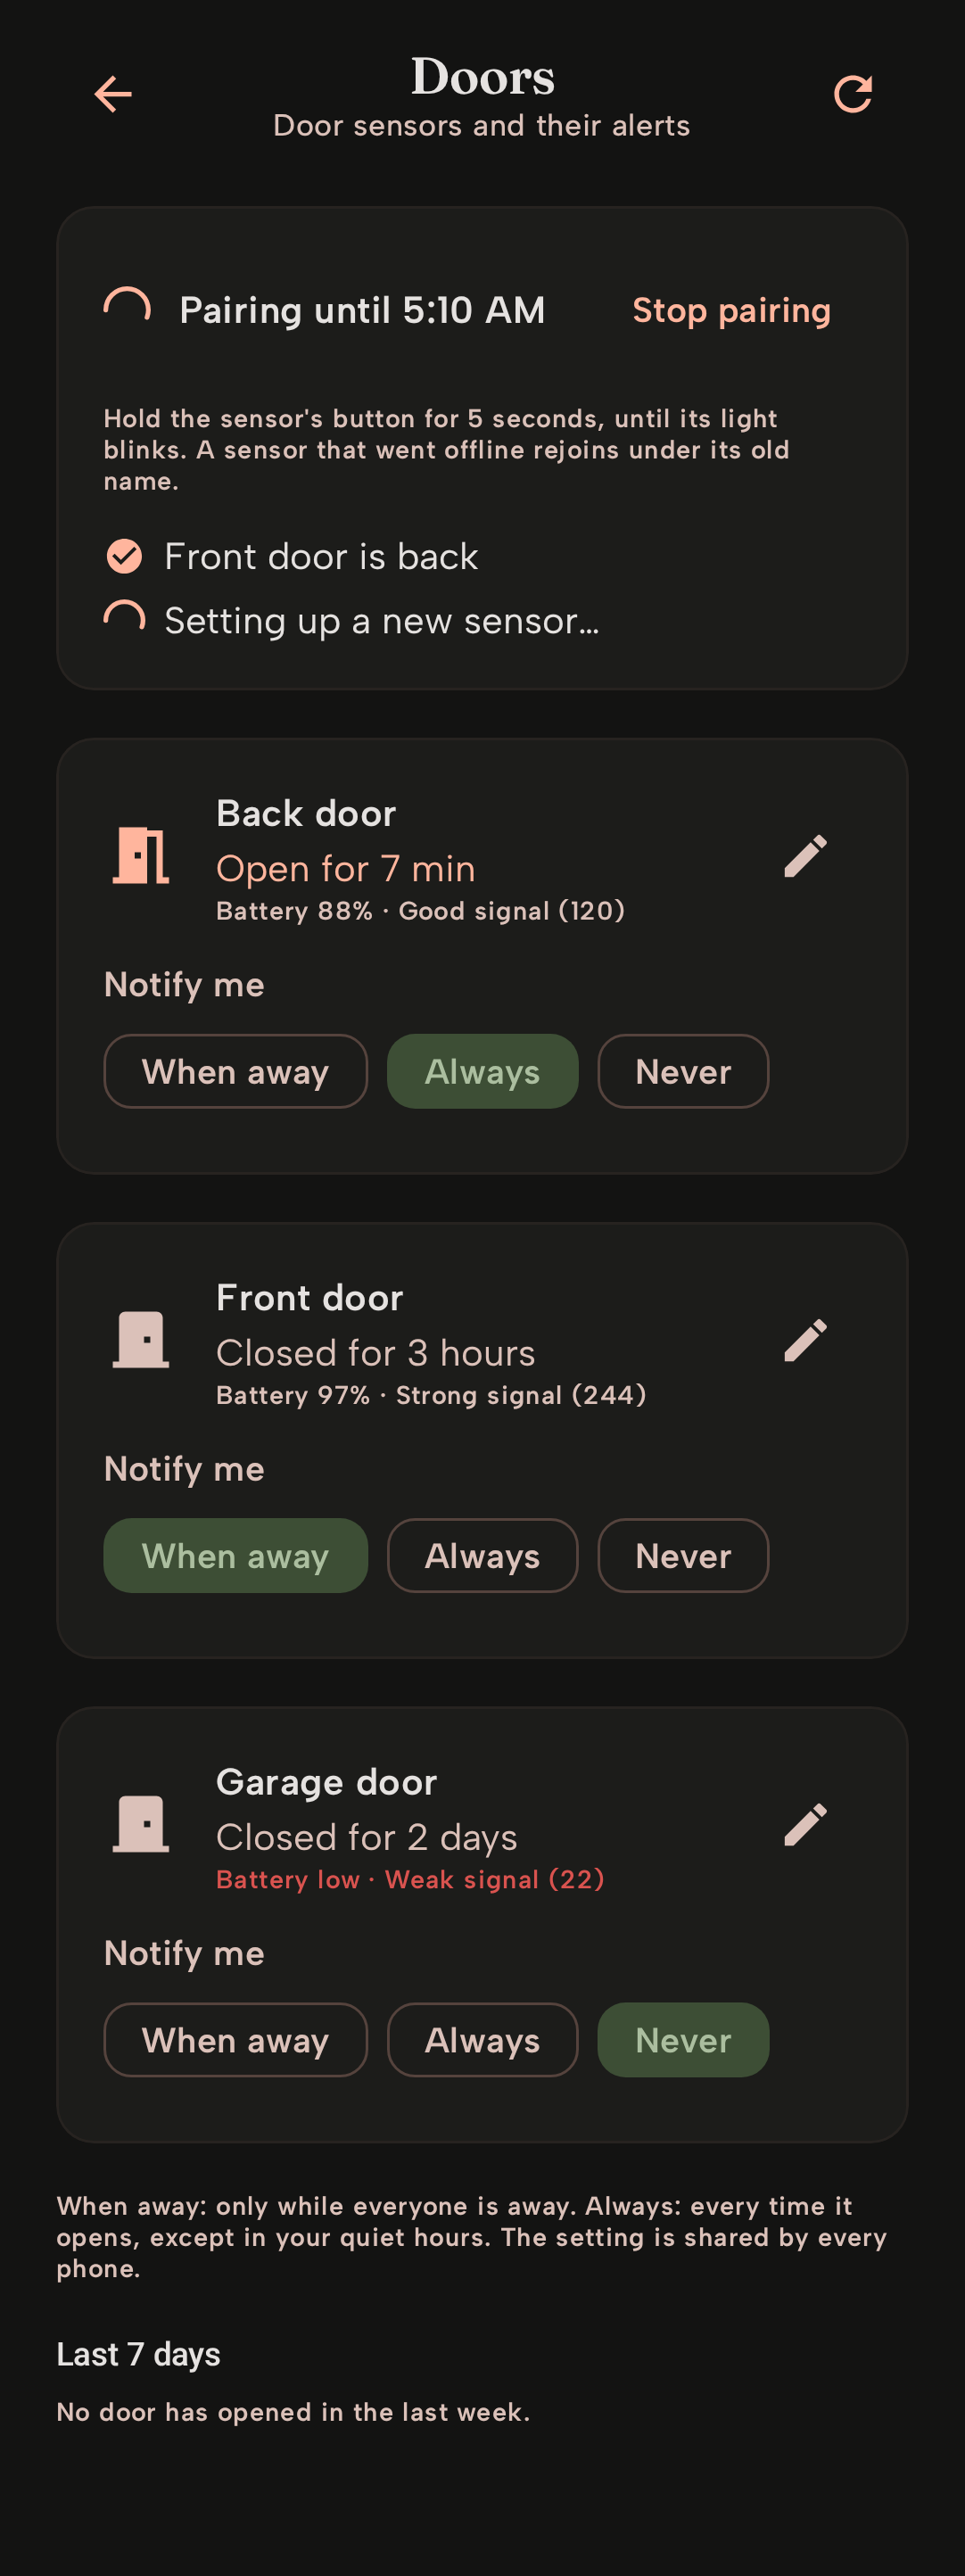 Doors
Door sensors and their alerts
Pairing until 5:10 AM
Stop pairing
Hold the sensor's button for 5 seconds, until its light
blinks. A sensor that went offline rejoins under its old
name.
Front door is back
Setting up a new sensor…
Back door
Open for 7 min
Battery 88% · Good signal (120)
Notify me
When away
Always
Never
Front door
Closed for 3 hours
Battery 97% · Strong signal (244)
Notify me
When away
Always
Never
Garage door
Closed for 2 days
Battery low · Weak signal (22)
Notify me
When away
Always
Never
When away: only while everyone is away. Always: every time it
opens, except in your quiet hours. The setting is shared by every
phone.
Last 7 days
No door has opened in the last week.